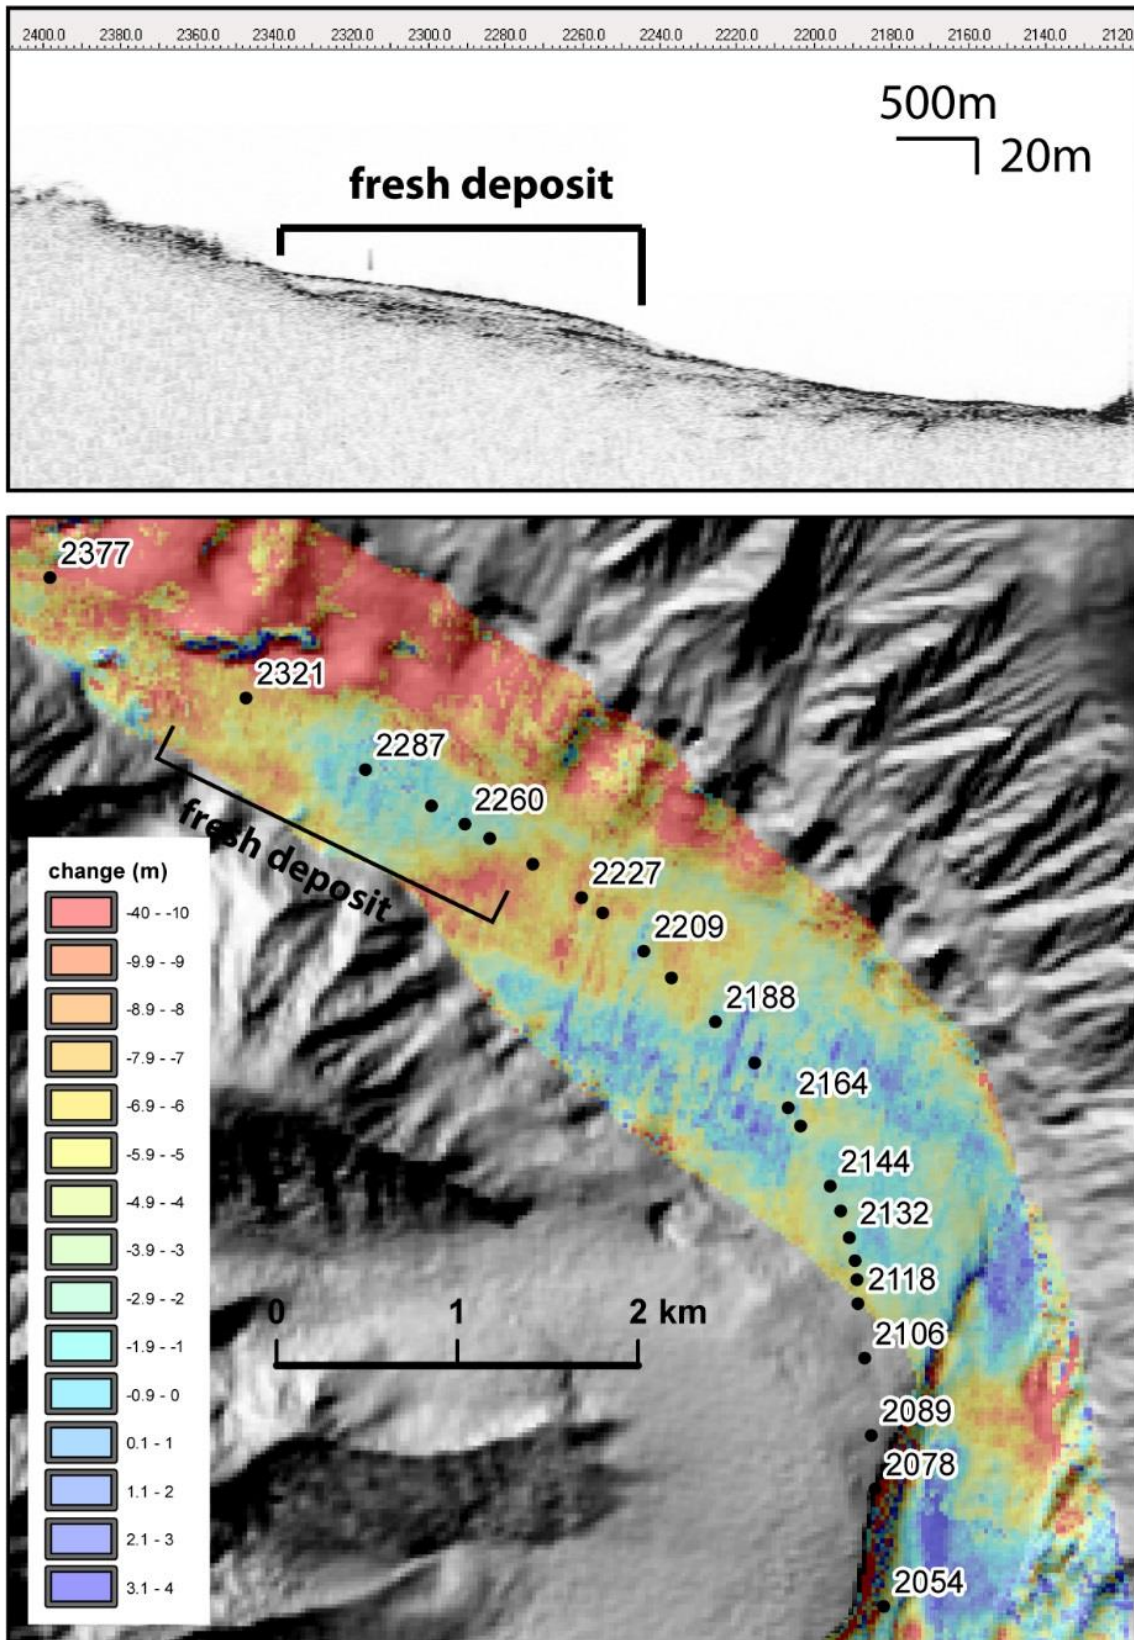 2400.0 2380.0 2360.0 2340.0 2320.0 2300.0 2280.0 2260.0 2240.0 2220.0 2200.0 2180.0 2160.0 2140.0 2120.
500m
20m
fresh deposit
2377
2321
2287
2260
fresh deposit
2227
2209
2188
2164
2144
2132
2118
2106
2089
2078
2054
0 1 2 km
change (m)
-40 - -10
-9.9 - -9
-8.9 - -8
-7.9 - -7
-6.9 - -6
-5.9 - -5
-4.9 - -4
-3.9 - -3
-2.9 - -2
-1.9 - -1
-0.9 - 0
0.1 - 1
1.1 - 2
2.1 - 3
3.1 - 4